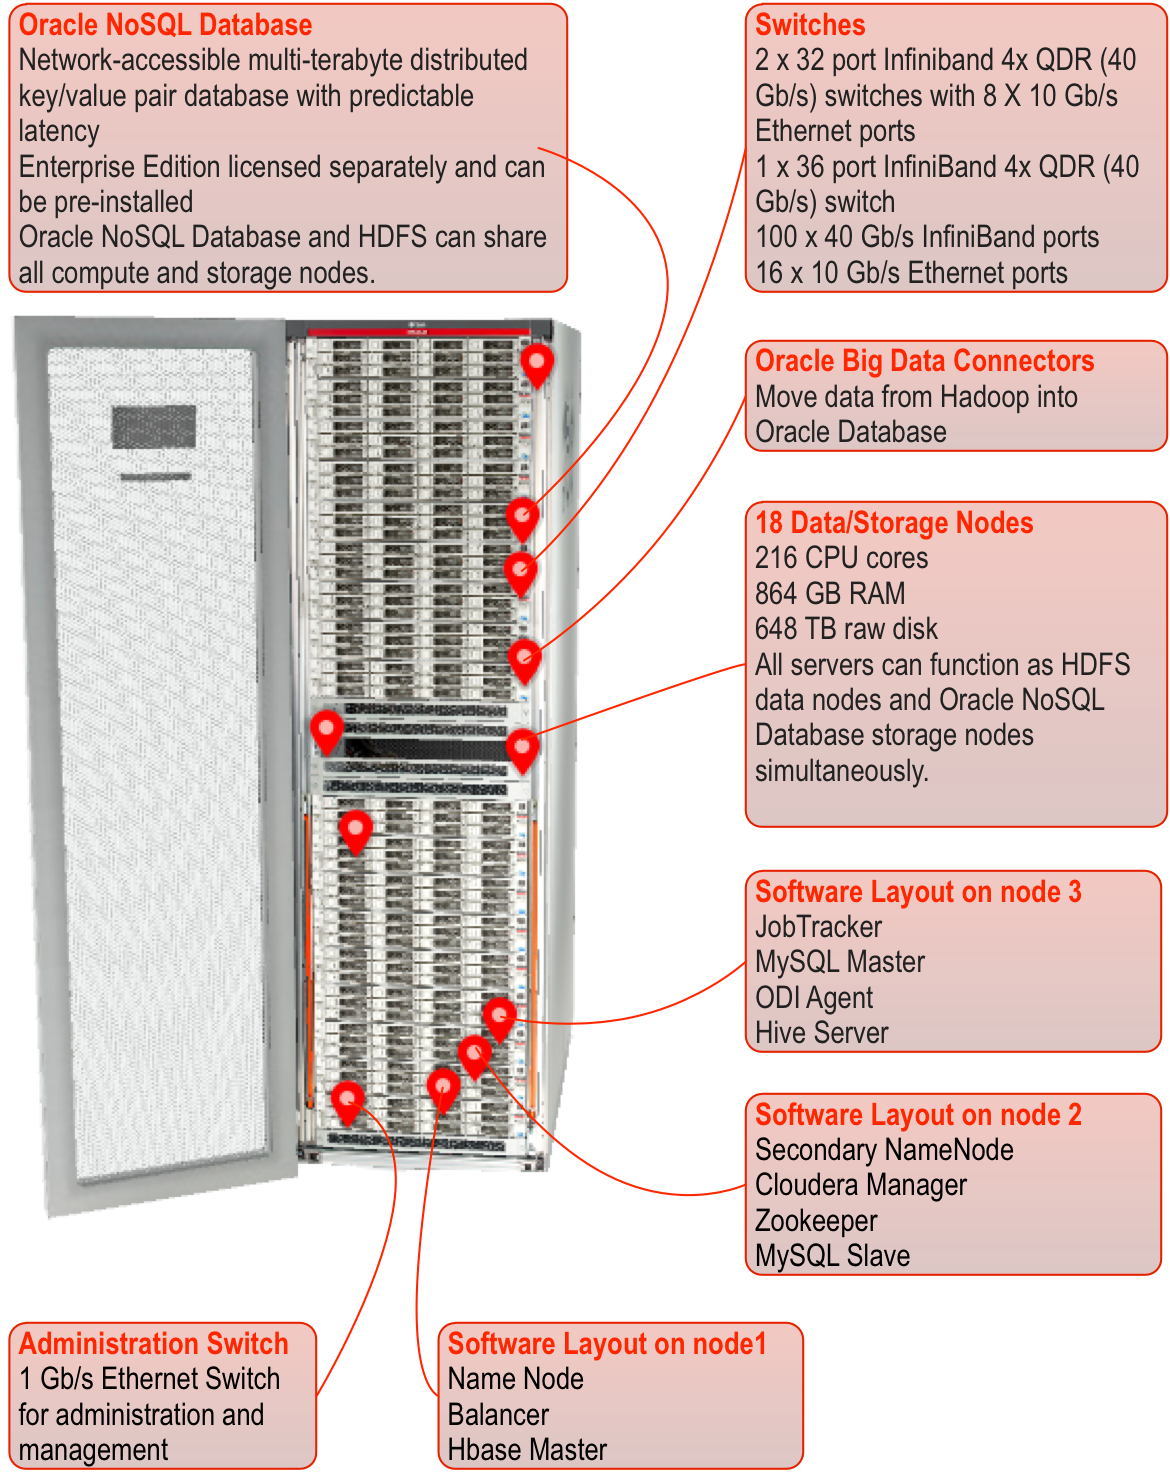 Oracle NoSQL Database
Network-accessible multi-terabyte distributed
key/value pair database with predictable
latency
Enterprise Edition licensed separately and can
be pre-installed
Oracle NoSQL Database and HDFS can share
all compute and storage nodes.
Switches
2 x 32 port Infiniband 4x QDR (40
Gb/s) switches with 8 X 10 Gb/s
Ethernet ports
1 x 36 port InfiniBand 4x QDR (40
Gb/s) switch
100 x 40 Gb/s InfiniBand ports
16 x 10 Gb/s Ethernet ports
Oracle Big Data Connectors
Move data from Hadoop into
Oracle Database
18 Data/Storage Nodes
216 CPU cores
864 GB RAM
648 TB raw disk
All servers can function as HDFS
data nodes and Oracle NoSQL
Database storage nodes
simultaneously.
Software Layout on node 3
JobTracker
MySQL Master
ODI Agent
Hive Server
Software Layout on node 2
Secondary NameNode
Cloudera Manager
Zookeeper
MySQL Slave
Administration Switch
1 Gb/s Ethernet Switch
for administration and
management
Software Layout on node1
Name Node
Balancer
Hbase Master